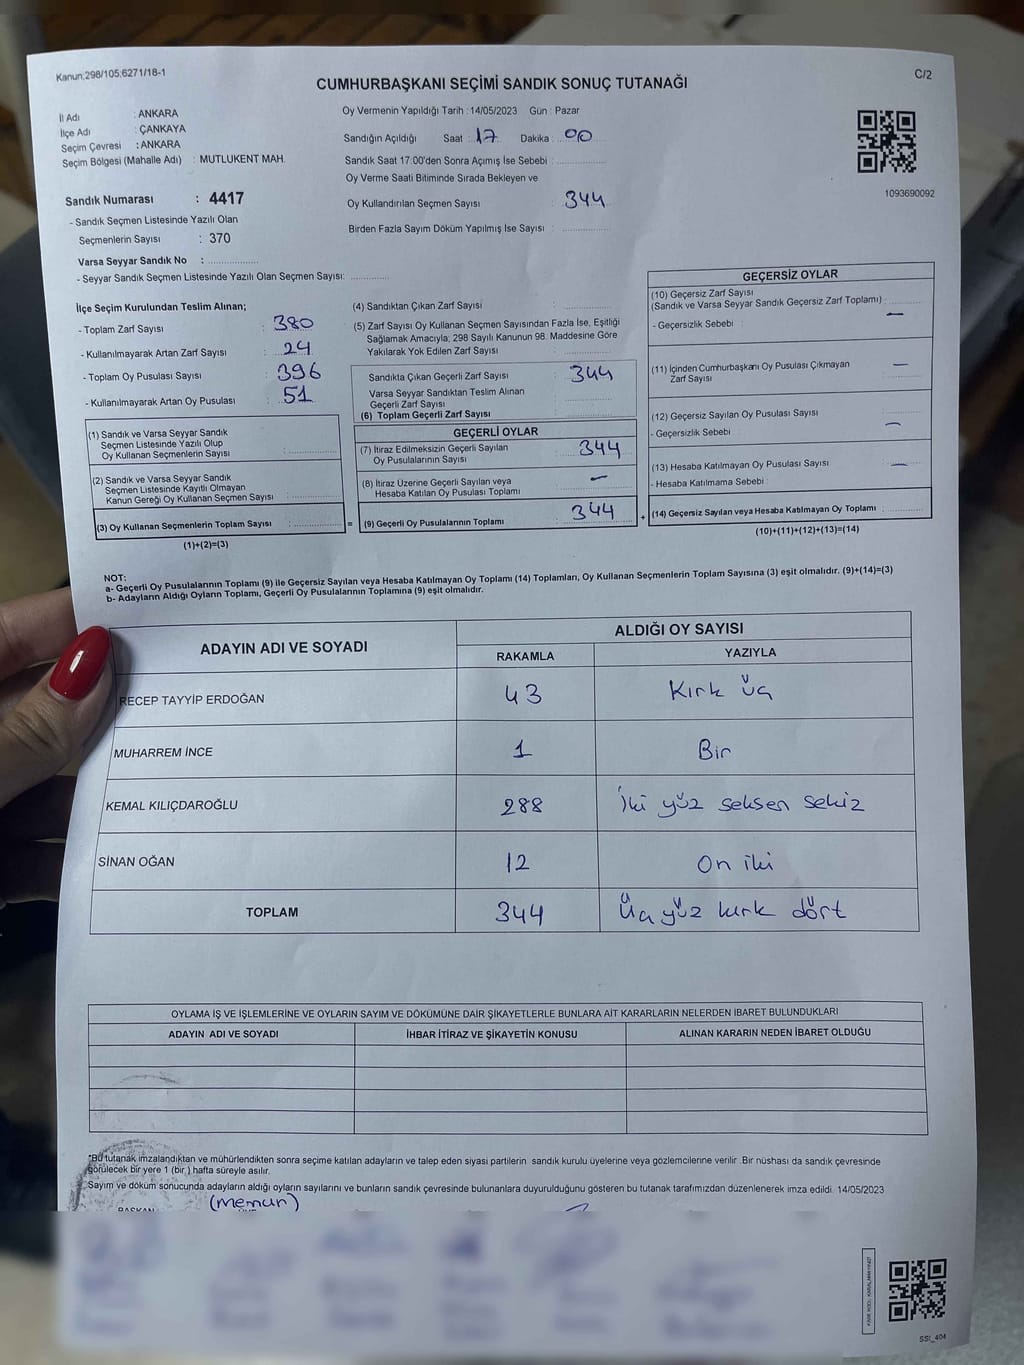 Kanun:298/105;6271/18-1
C/2
CUMHURBAŞKANI SEÇİMİ SANDIK SONUÇ TUTANAĞI
İl Adı : ANKARA
İlçe Adı : ÇANKAYA
Seçim Çevresi : ANKARA
Seçim Bölgesi (Mahalle Adı) : MUTLUKENT MAH.
Oy Vermenin Yapıldığı Tarih : 14/05/2023 Gün : Pazar
Sandığın Açıldığı Saat : 17 Dakika : 00
Sandık Saat 17:00'den Sonra Açımış İse Sebebi :
Oy Verme Saati Bitiminde Sırada Bekleyen ve
Oy Kullandırılan Seçmen Sayısı : 344
Birden Fazla Sayım Döküm Yapılmış İse Sayısı :
1093690092
Sandık Numarası : 4417
- Sandık Seçmen Listesinde Yazılı Olan
Seçmenlerin Sayısı : 370
Varsa Seyyar Sandık No :
- Seyyar Sandık Seçmen Listesinde Yazılı Olan Seçmen Sayısı:
İlçe Seçim Kurulundan Teslim Alınan;
- Toplam Zarf Sayısı : 380
- Kullanılmayarak Artan Zarf Sayısı : 24
- Toplam Oy Pusulası Sayısı : 396
- Kullanılmayarak Artan Oy Pusulası : 51
(1) Sandık ve Varsa Seyyar Sandık
Seçmen Listesinde Yazılı Olup
Oy Kullanan Seçmenlerin Sayısı :
(2) Sandık ve Varsa Seyyar Sandık
Seçmen Listesinde Kayıtlı Olmayan
Kanun Gereği Oy Kullanan Seçmen Sayısı :
(3) Oy Kullanan Seçmenlerin Toplam Sayısı :
(1)+(2)=(3)
(4) Sandıktan Çıkan Zarf Sayısı :
(5) Zarf Sayısı Oy Kullanan Seçmen Sayısından Fazla İse, Eşitliği
Sağlamak Amacıyla; 298 Sayılı Kanunun 98. Maddesine Göre
Yakılarak Yok Edilen Zarf Sayısı :
Sandıkta Çıkan Geçerli Zarf Sayısı : 344
Varsa Seyyar Sandıktan Teslim Alınan
Geçerli Zarf Sayısı :
(6) Toplam Geçerli Zarf Sayısı :
GEÇERLİ OYLAR
(7) İtiraz Edilmeksizin Geçerli Sayılan
Oy Pusulalarının Sayısı : 344
(8) İtiraz Üzerine Geçerli Sayılan veya
Hesaba Katılan Oy Pusulası Toplamı : –
= (9) Geçerli Oy Pusulalarının Toplamı : 344
GEÇERSİZ OYLAR
(10) Geçersiz Zarf Sayısı
(Sandık ve Varsa Seyyar Sandık Geçersiz Zarf Toplamı) : –
- Geçersizlik Sebebi :
(11) İçinden Cumhurbaşkanı Oy Pusulası Çıkmayan
Zarf Sayısı : –
(12) Geçersiz Sayılan Oy Pusulası Sayısı : –
- Geçersizlik Sebebi :
(13) Hesaba Katılmayan Oy Pusulası Sayısı : –
- Hesaba Katılmama Sebebi :
+ (14) Geçersiz Sayılan veya Hesaba Katılmayan Oy Toplamı :
(10)+(11)+(12)+(13)=(14)
NOT:
a- Geçerli Oy Pusulalarının Toplamı (9) ile Geçersiz Sayılan veya Hesaba Katılmayan Oy Toplamı (14) Toplamları, Oy Kullanan Seçmenlerin Toplam Sayısına (3) eşit olmalıdır. (9)+(14)=(3)
b- Adayların Aldığı Oyların Toplamı, Geçerli Oy Pusulalarının Toplamına (9) eşit olmalıdır.
ADAYIN ADI VE SOYADI ALDIĞI OY SAYISI
RAKAMLA YAZIYLA
RECEP TAYYİP ERDOĞAN 43 Kırk üç
MUHARREM İNCE 1 Bir
KEMAL KILIÇDAROĞLU 288 İki yüz seksen sekiz
SİNAN OĞAN 12 On iki
TOPLAM 344 Üç yüz kırk dört
OYLAMA İŞ VE İŞLEMLERİNE VE OYLARIN SAYIM VE DÖKÜMÜNE DAİR ŞİKAYETLERLE BUNLARA AİT KARARLARIN NELERDEN İBARET BULUNDUKLARI
ADAYIN ADI VE SOYADI İHBAR İTİRAZ VE ŞİKAYETİN KONUSU ALINAN KARARIN NEDEN İBARET OLDUĞU
*Bu tutanak imzalandıktan ve mühürlendikten sonra seçime katılan adayların ve talep eden siyasi partilerin sandık kurulu üyelerine veya gözlemcilerine verilir. Bir nüshası da sandık çevresinde
görülecek bir yere 1 (bir ) hafta süreyle asılır.
Sayım ve döküm sonucunda adayların aldığı oyların sayılarını ve bunların sandık çevresinde bulunanlara duyurulduğunu gösteren bu tutanak tarafımızdan düzenlenerek imza edildi. 14/05/2023
BAŞKAN (memur)
SSI_404